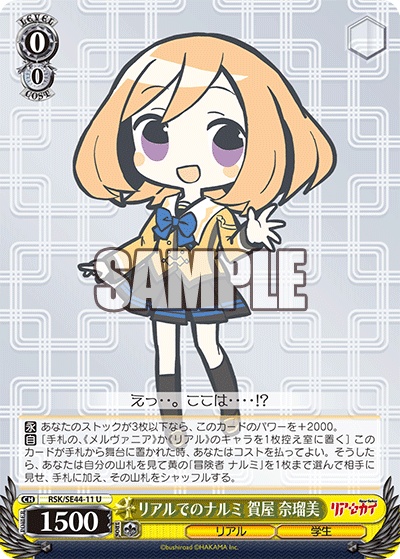 LEVEL
0
0
COST
SAMPLE
えっ‥。ここは‥‥!?
永 あなたのストックが3枚以下なら、このカードのパワーを+2000。
自 [手札の、《メルヴァニア》か《リアル》のキャラを1枚控え室に置く] この
カードが手札から舞台に置かれた時、あなたはコストを払ってよい。そうした
ら、あなたは自分の山札を見て黄の「冒険者 ナルミ」を1枚まで選んで相手に
見せ、手札に加え、その山札をシャッフルする。
CH RSK/SE44-11 U
POWER
1500
リアルでのナルミ 賀屋 奈瑠美
リアル 学生
©bushiroad ©HAKAMA Inc.